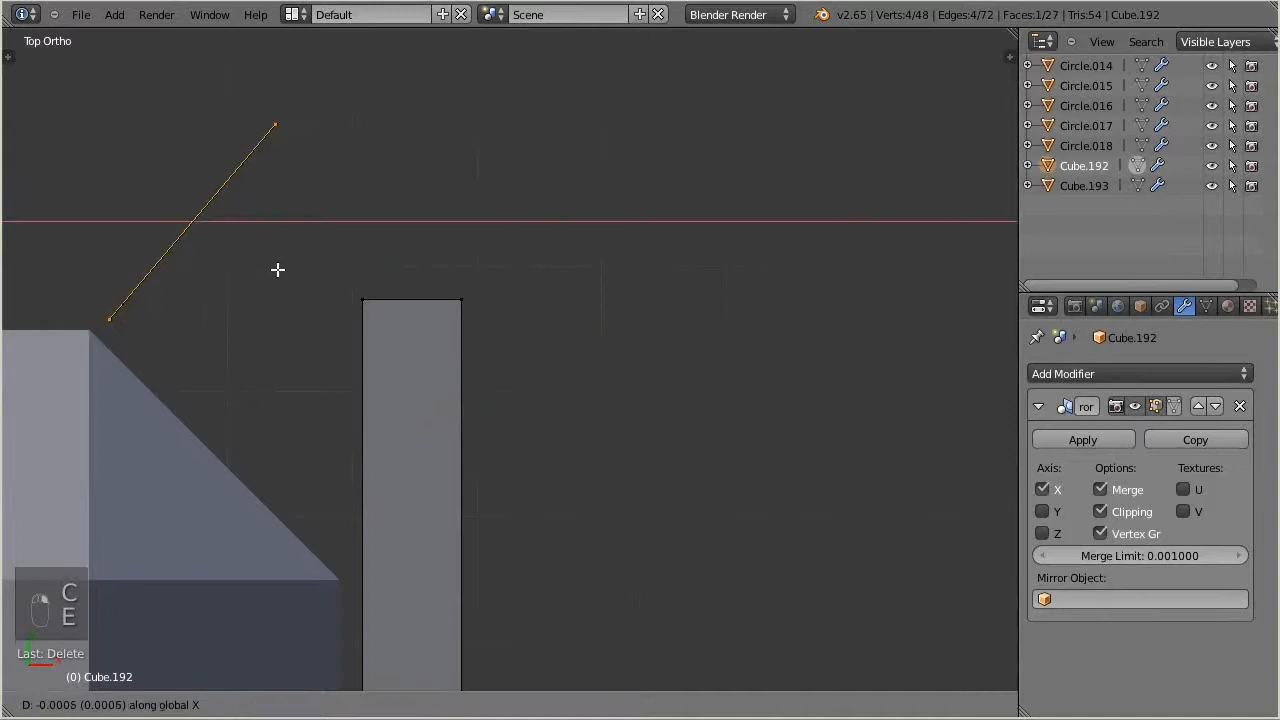 File Add Render Window Help Default Scene Blender Render v2.65 | Verts:4/48 | Edges:4/72 | Faces:1/27 | Tris:54 | Cube.192
Top Ortho
View Search Visible Layers
Circle.014
Circle.015
Circle.016
Circle.017
Circle.018
Cube.192
Cube.193
Cube.192
Add Modifier
ror
Apply Copy
Axis: Options: Textures:
X Merge U
Y Clipping V
Z Vertex Gr
Merge Limit: 0.001000
Mirror Object:
C
E
Last: Delete
(0) Cube.192
D: -0.0005 (0.0005) along global X